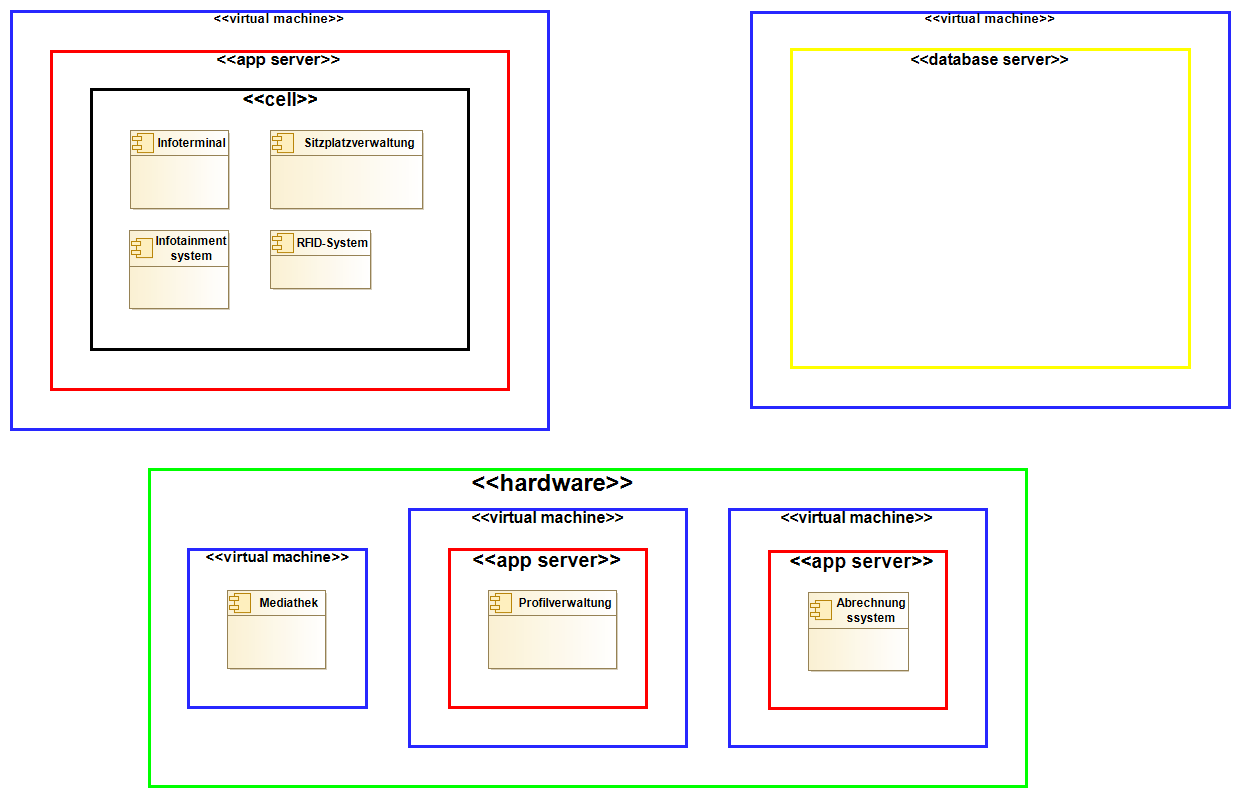 <<virtual machine>>
<<app server>>
<<cell>>
Infoterminal
Sitzplatzverwaltung
Infotainment
system
RFID-System
<<virtual machine>>
<<database server>>
<<hardware>>
<<virtual machine>>
Mediathek
<<virtual machine>>
<<app server>>
Profilverwaltung
<<virtual machine>>
<<app server>>
Abrechnung
ssystem